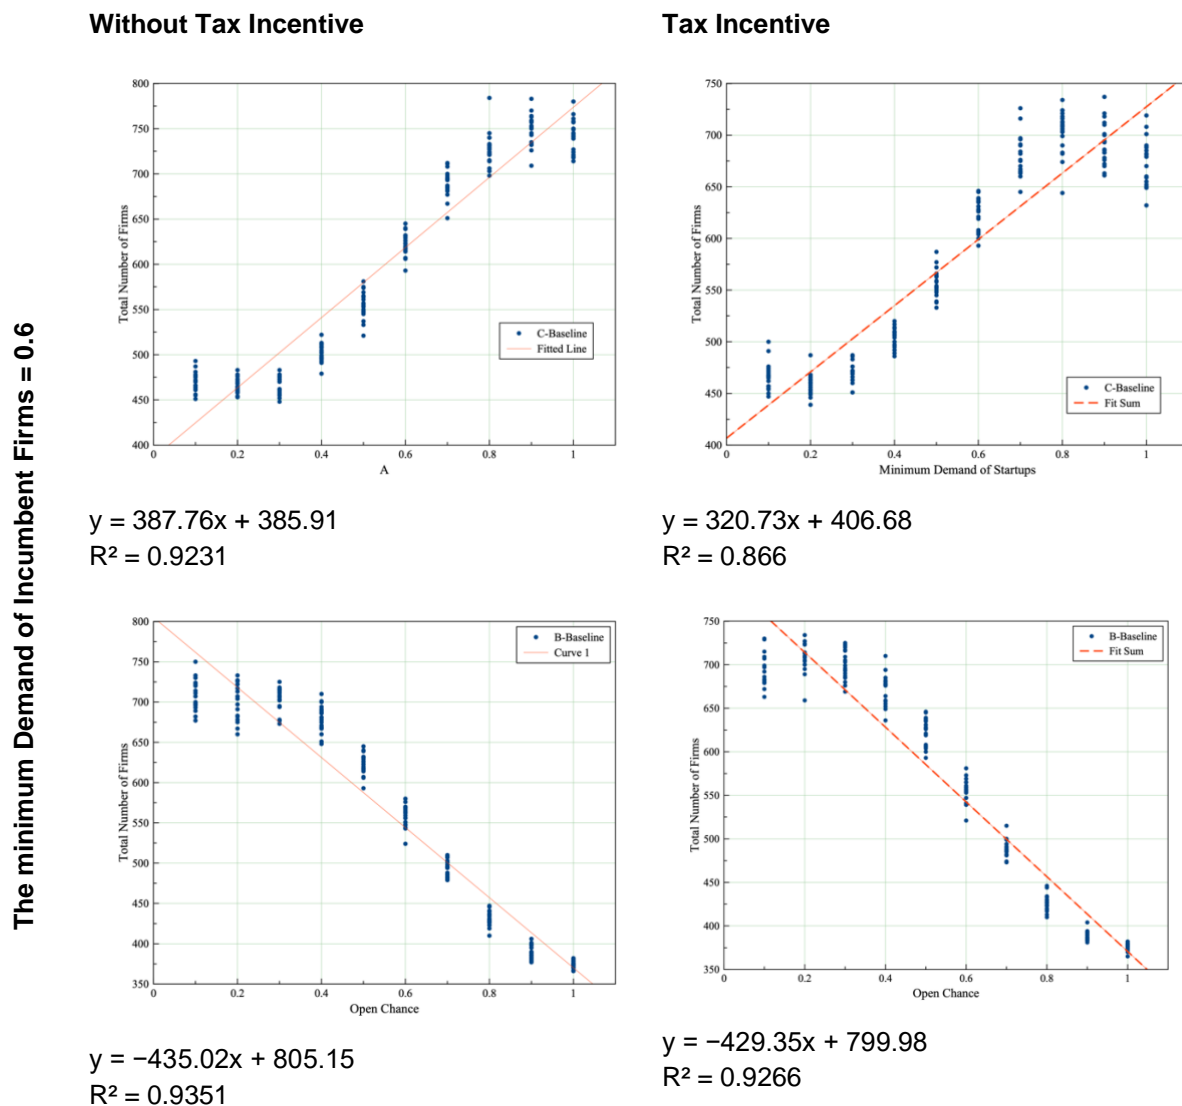 Without Tax Incentive
Tax Incentive
The minimum Demand of Incumbent Firms = 0.6
Total Number of Firms
800
750
700
650
600
550
500
450
400
0
0.2
0.4
0.6
0.8
1
A
C-Baseline
Fitted Line
y = 387.76x + 385.91
R² = 0.9231
Total Number of Firms
750
700
650
600
550
500
450
400
0
0.2
0.4
0.6
0.8
1
Minimum Demand of Startups
C-Baseline
Fit Sum
y = 320.73x + 406.68
R² = 0.866
Total Number of Firms
800
750
700
650
600
550
500
450
400
350
0
0.2
0.4
0.6
0.8
1
Open Chance
B-Baseline
Curve 1
y = −435.02x + 805.15
R² = 0.9351
Total Number of Firms
750
700
650
600
550
500
450
400
350
0
0.2
0.4
0.6
0.8
1
Open Chance
B-Baseline
Fit Sum
y = −429.35x + 799.98
R² = 0.9266